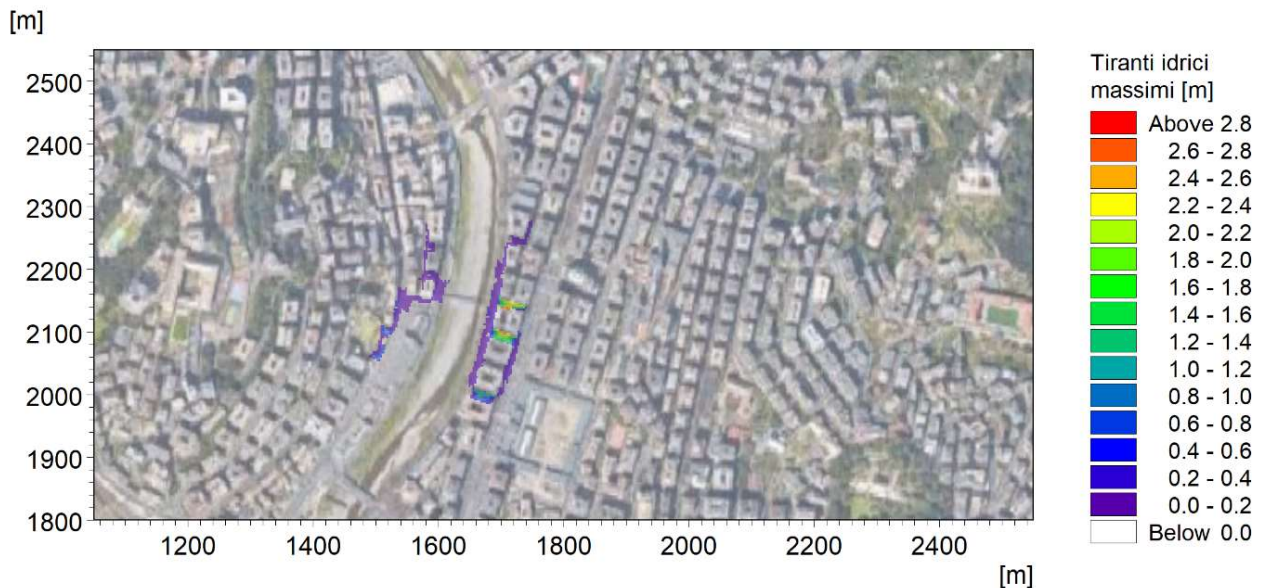 [m]
2500
2400
2300
2200
2100
2000
1900
1800
1200 1400 1600 1800 2000 2200 2400
[m]
Tiranti idrici
massimi [m]
Above 2.8
2.6 - 2.8
2.4 - 2.6
2.2 - 2.4
2.0 - 2.2
1.8 - 2.0
1.6 - 1.8
1.4 - 1.6
1.2 - 1.4
1.0 - 1.2
0.8 - 1.0
0.6 - 0.8
0.4 - 0.6
0.2 - 0.4
0.0 - 0.2
Below 0.0